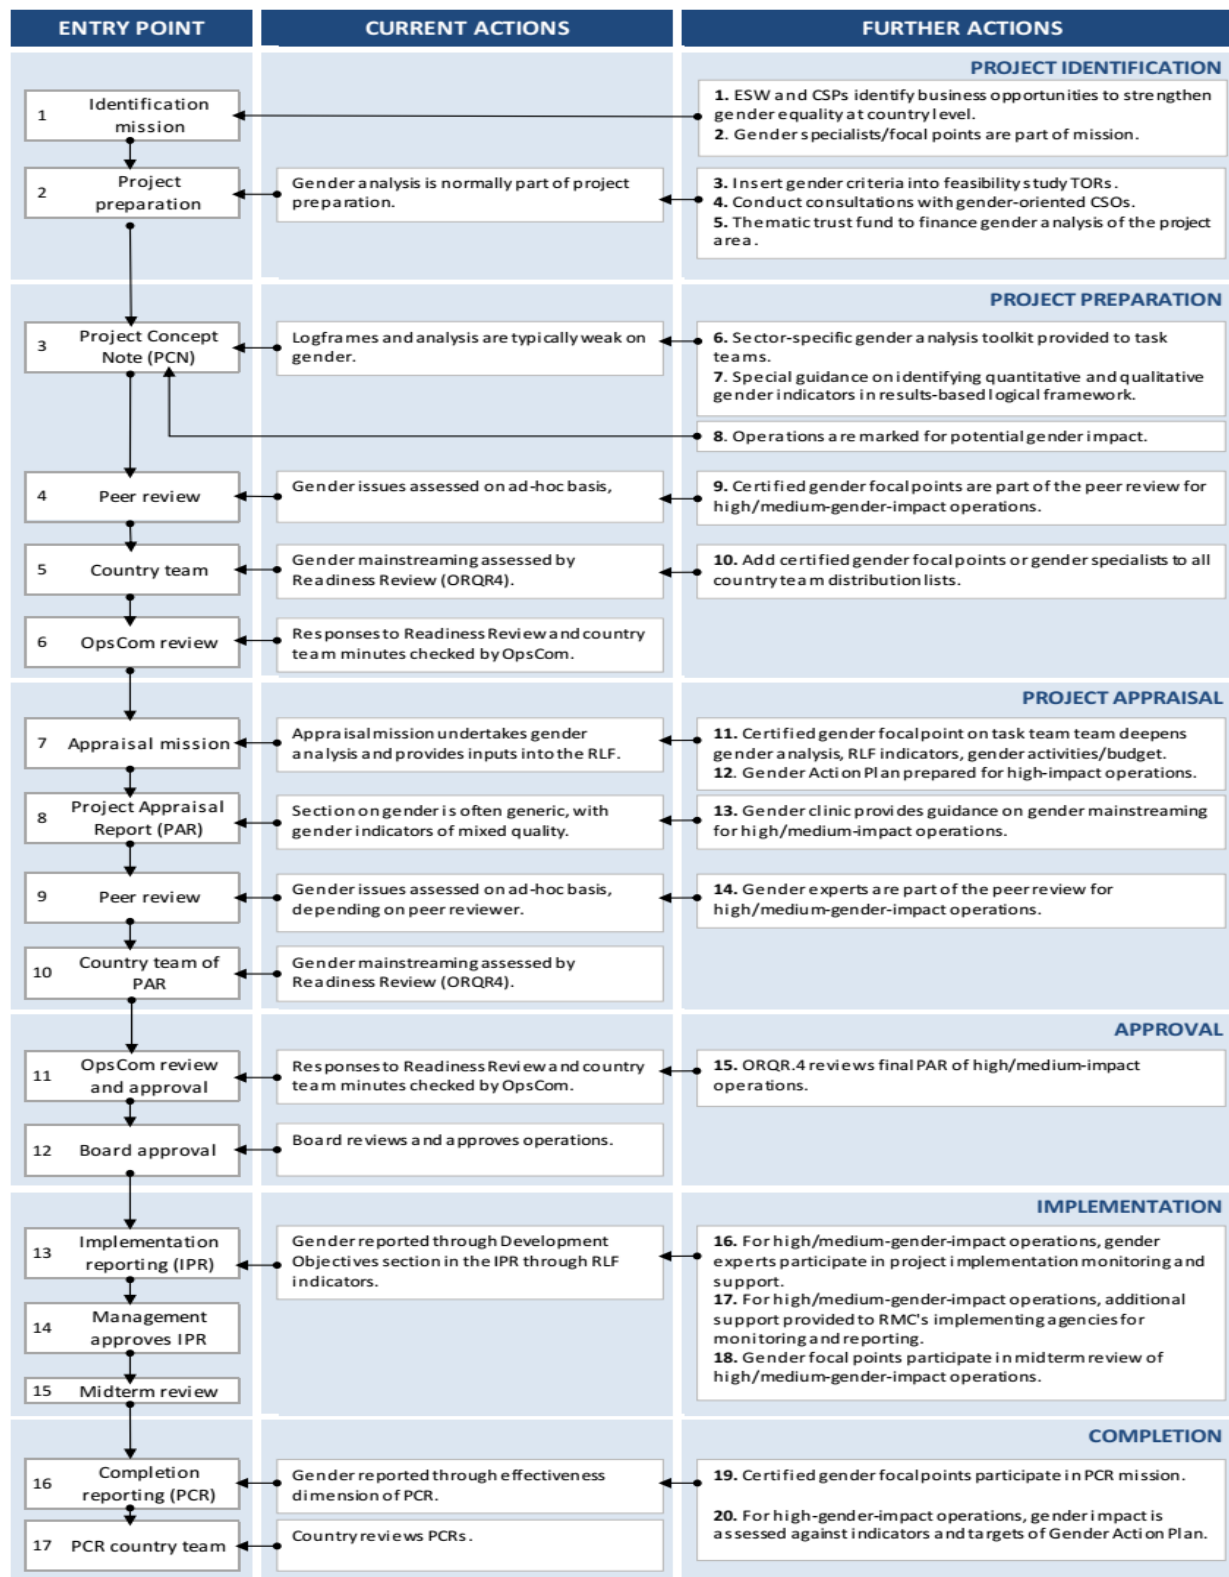 ENTRY POINT
CURRENT ACTIONS
FURTHER ACTIONS
PROJECT IDENTIFICATION
1
Identification
mission
1. ESW and CSPs identify business opportunities to strengthen
gender equality at country level.
2. Gender specialists/focal points are part of mission.
2
Project
preparation
Gender analysis is normally part of project
preparation.
3. Insert gender criteria into feasibility study TORs.
4. Conduct consultations with gender-oriented CSOs.
5. Thematic trust fund to finance gender analysis of the project
area.
PROJECT PREPARATION
3
Project Concept
Note (PCN)
Logframes and analysis are typically weak on
gender.
6. Sector-specific gender analysis toolkit provided to task
teams.
7. Special guidance on identifying quantitative and qualitative
gender indicators in results-based logical framework.
8. Operations are marked for potential gender impact.
4
Peer review
Gender issues assessed on ad-hoc basis,
9. Certified gender focal points are part of the peer review for
high/medium-gender-impact operations.
5
Country team
Gender mainstreaming assessed by
Readiness Review (ORQR4).
10. Add certified gender focal points or gender specialists to all
country team distribution lists.
6
OpsCom review
Responses to Readiness Review and country
team minutes checked by OpsCom.
PROJECT APPRAISAL
7
Appraisal mission
Appraisal mission undertakes gender
analysis and provides inputs into the RLF.
11. Certified gender focal point on task team team deepens
gender analysis, RLF indicators, gender activities/budget.
12. Gender Action Plan prepared for high-impact operations.
8
Project Appraisal
Report (PAR)
Section on gender is often generic, with
gender indicators of mixed quality.
13. Gender clinic provides guidance on gender mainstreaming
for high/medium-impact operations.
9
Peer review
Gender issues assessed on ad-hoc basis,
depending on peer reviewer.
14. Gender experts are part of the peer review for
high/medium-gender-impact operations.
10
Country team of
PAR
Gender mainstreaming assessed by
Readiness Review (ORQR4).
APPROVAL
11
OpsCom review
and approval
Responses to Readiness Review and country
team minutes checked by OpsCom.
15. ORQR.4 reviews final PAR of high/medium-impact
operations.
12
Board approval
Board reviews and approves operations.
IMPLEMENTATION
13
Implementation
reporting (IPR)
Gender reported through Development
Objectives section in the IPR through RLF
indicators.
16. For high/medium-gender-impact operations, gender
experts participate in project implementation monitoring and
support.
17. For high/medium-gender-impact operations, additional
support provided to RMC's implementing agencies for
monitoring and reporting.
18. Gender focal points participate in midterm review of
high/medium-gender-impact operations.
14
Management
approves IPR
15
Midterm review
COMPLETION
16
Completion
reporting (PCR)
Gender reported through effectiveness
dimension of PCR.
19. Certified gender focal points participate in PCR mission.
20. For high-gender-impact operations, gender impact is
assessed against indicators and targets of Gender Action Plan.
17
PCR country team
Country reviews PCRs.